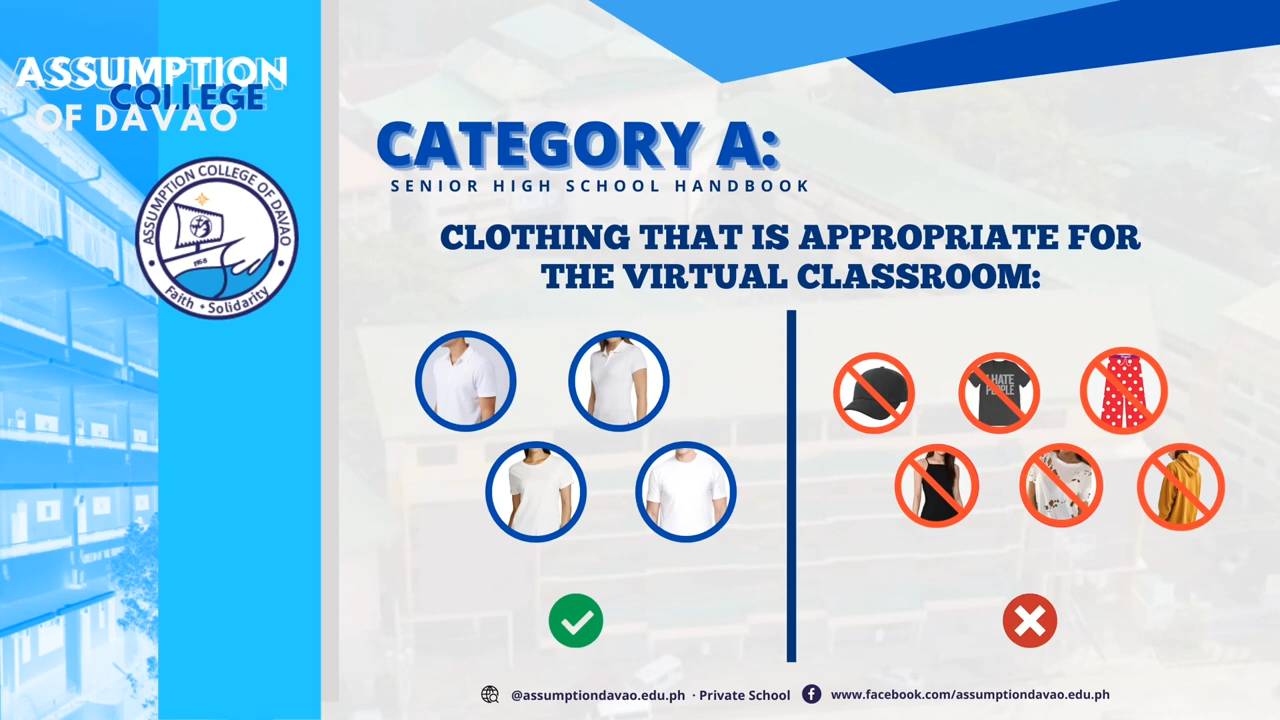 ASSUMPTION
COLLEGE
OF DAVAO
ASSUMPTION COLLEGE OF DAVAO
1958
Faith • Solidarity
CATEGORY A:
SENIOR HIGH SCHOOL HANDBOOK
CLOTHING THAT IS APPROPRIATE FOR
THE VIRTUAL CLASSROOM:
I HATE
PEOPLE
@assumptiondavao.edu.ph · Private School
www.facebook.com/assumptiondavao.edu.ph